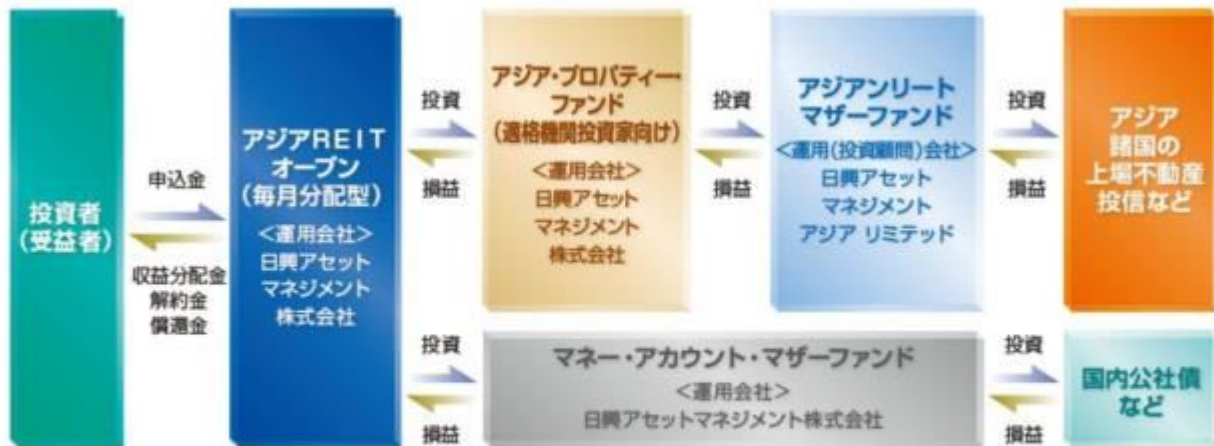 投資者
(受益者)
申込金
収益分配金
解約金
償還金
アジアREIT
オープン
(毎月分配型)
<運用会社>
日興アセット
マネジメント
株式会社
投資
損益
アジア・プロパティー・
ファンド
(適格機関投資家向け)
<運用会社>
日興アセット
マネジメント
株式会社
投資
損益
アジアンリート
マザーファンド
<運用(投資顧問)会社>
日興アセット
マネジメント
アジア リミテッド
投資
損益
アジア
諸国の
上場不動産
投信など
投資
損益
マネー・アカウント・マザーファンド
<運用会社>
日興アセットマネジメント株式会社
投資
損益
国内公社債
など